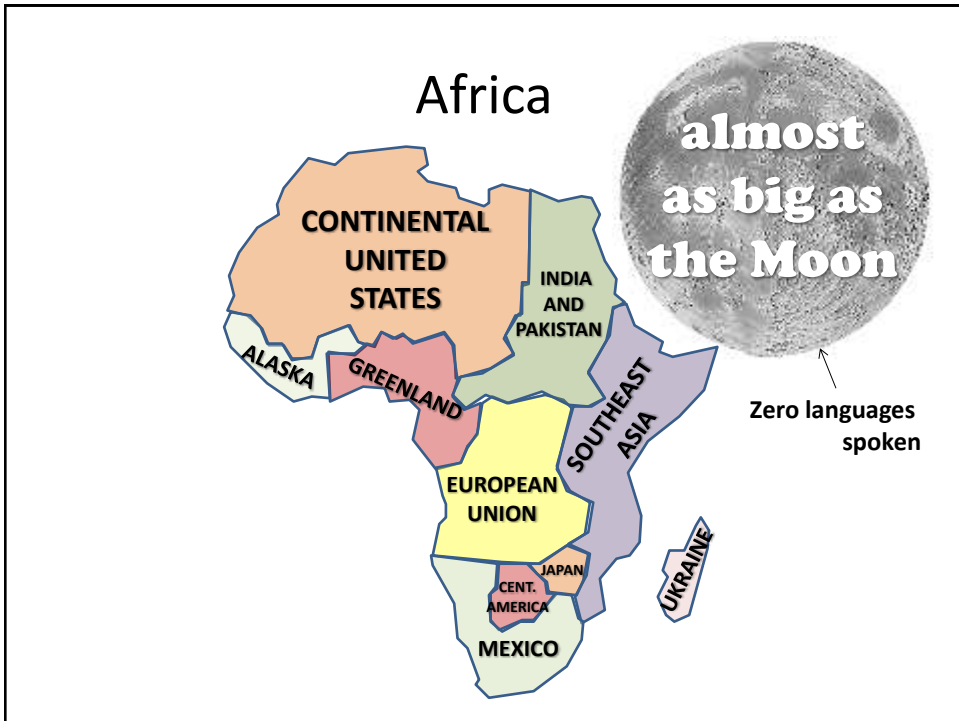 Africa
almost
as big as
the Moon
CONTINENTAL
UNITED
STATES
INDIA
AND
PAKISTAN
ALASKA
GREENLAND
SOUTHEAST
ASIA
Zero languages
spoken
EUROPEAN
UNION
JAPAN
CENT.
AMERICA
UKRAINE
MEXICO